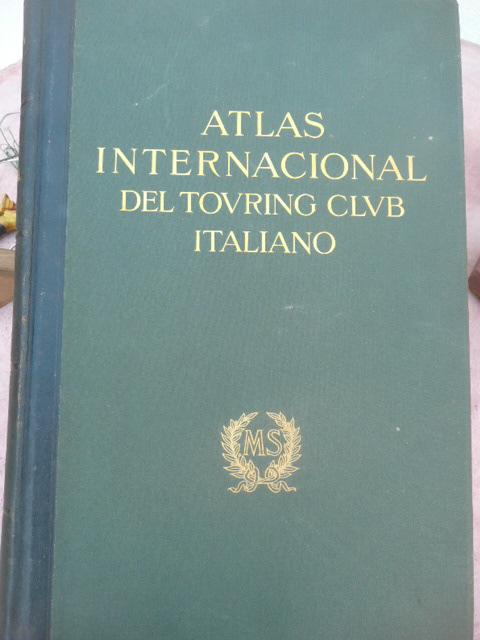 ATLAS
INTERNACIONAL
DEL TOVRING CLVB
ITALIANO
MS